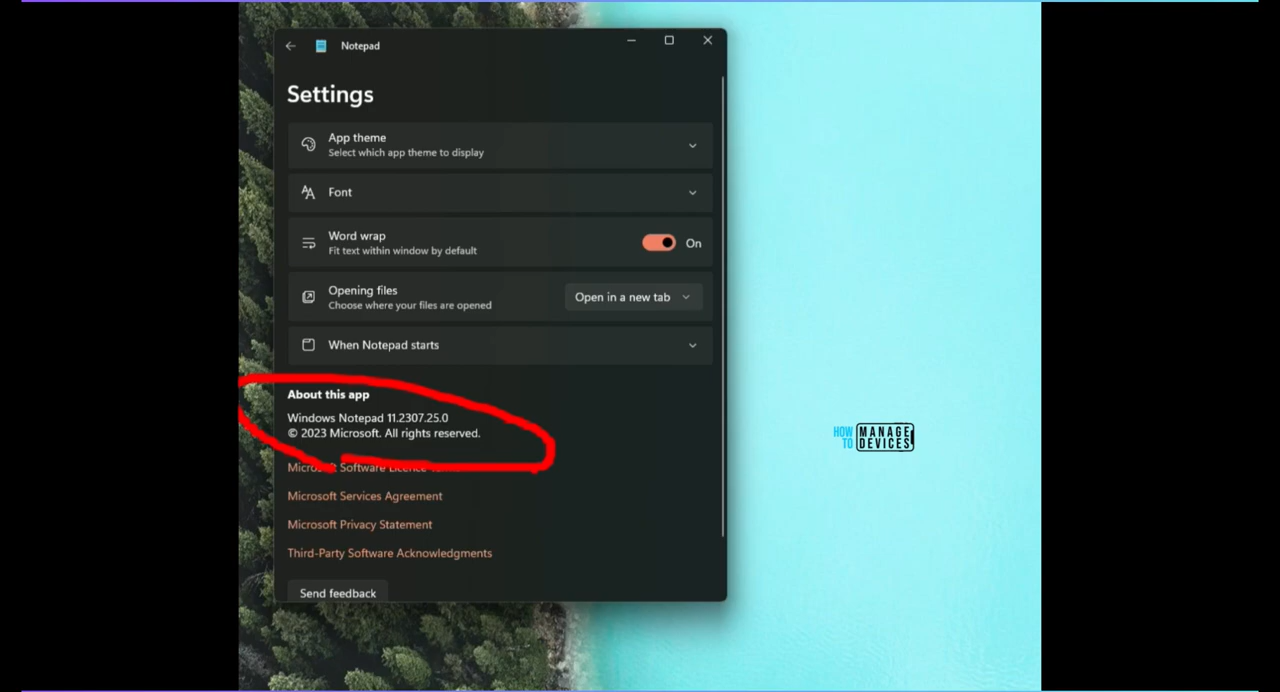 Notepad
Settings
App theme
Select which app theme to display
Font
Word wrap
Fit text within window by default
On
Opening files
Choose where your files are opened
Open in a new tab
When Notepad starts
About this app
Windows Notepad 11.2307.25.0
© 2023 Microsoft. All rights reserved.
Microsoft Software Licence
Microsoft Services Agreement
Microsoft Privacy Statement
Third-Party Software Acknowledgments
Send feedback
HOW TO MANAGE DEVICES